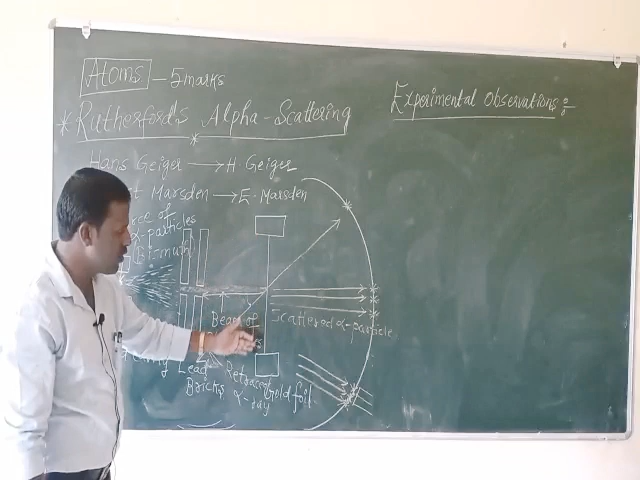 Atoms - 5marks
* Rutherford's Alpha-Scattering
Hans Geiger → H. Geiger
Marsden → E. Marsden
of
α-particles
Beam of
Scattered α-particle
Lead
Bricks
Retraced
α-ray
Gold foil
Experimental Observations:-